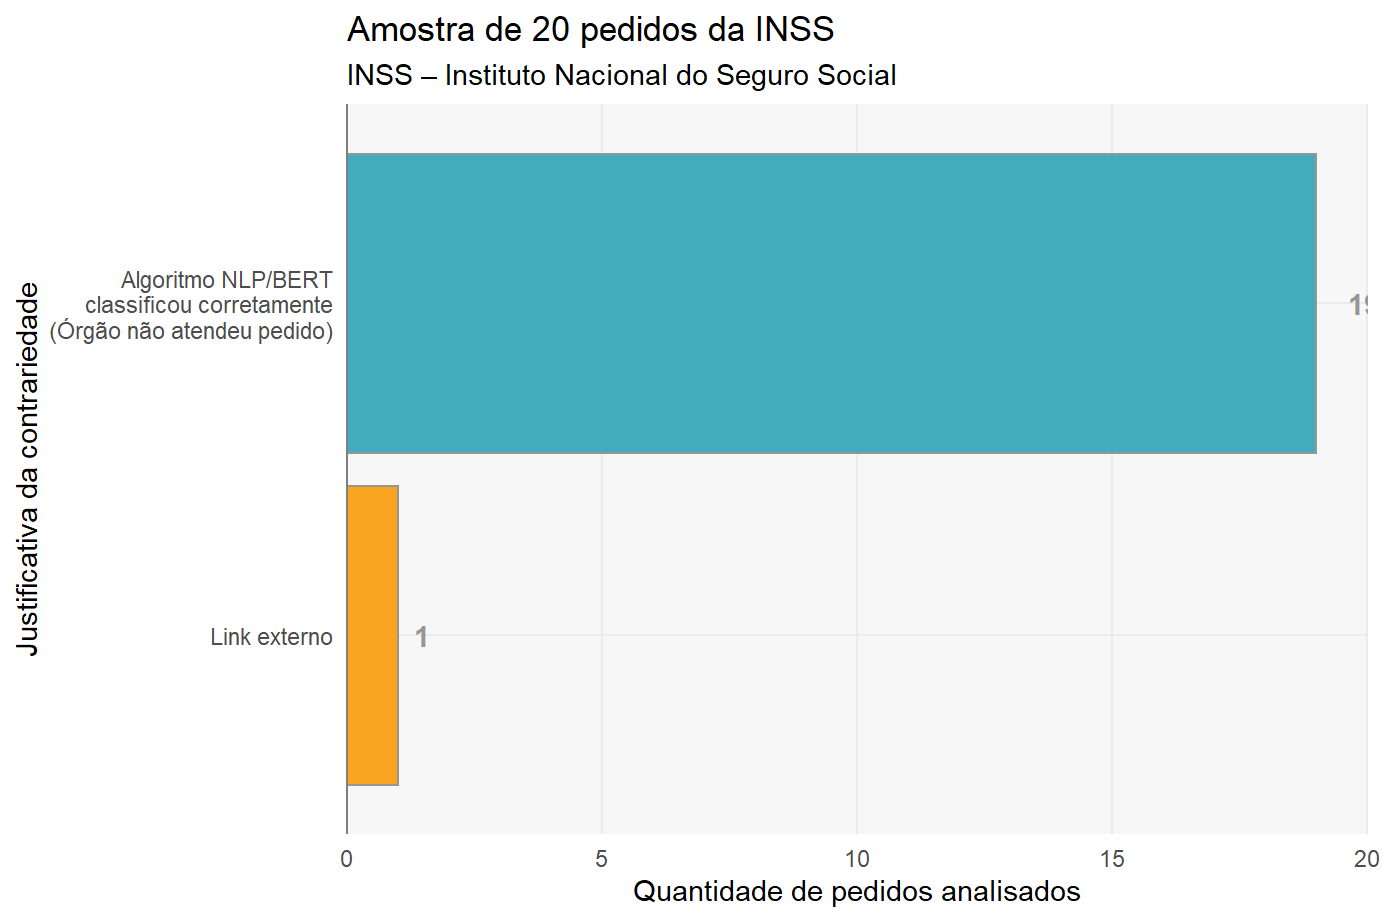 Amostra de 20 pedidos da INSS
INSS – Instituto Nacional do Seguro Social
Justificativa da contrariedade
Algoritmo NLP/BERT
classificou corretamente
(Órgão não atendeu pedido)
19
Link externo
1
0 5 10 15 20
Quantidade de pedidos analisados